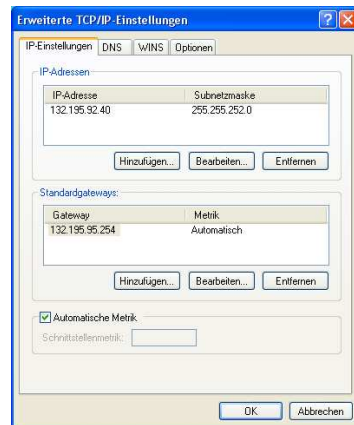 Erweiterte TCP/IP-Einstellungen
IP-Einstellungen DNS WINS Optionen
IP-Adressen
IP-Adresse Subnetzmaske
132.195.92.40 255.255.252.0
Hinzufügen... Bearbeiten... Entfernen
Standardgateways:
Gateway Metrik
132.195.95.254 Automatisch
Hinzufügen... Bearbeiten... Entfernen
Automatische Metrik
Schnittstellenmetrik:
OK Abbrechen